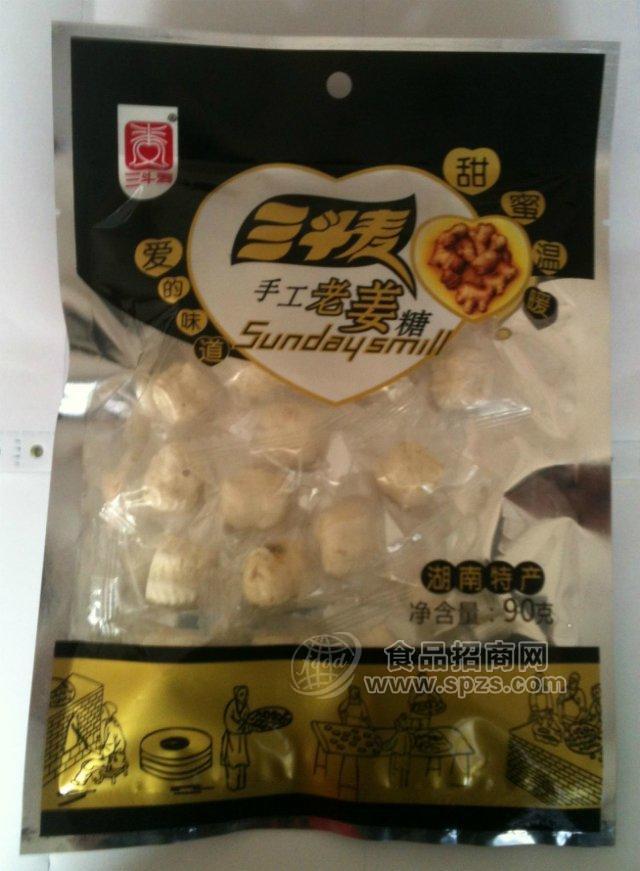 三斗麦
®
甜蜜温暖
三斗麦
手工老姜糖
Sundaysmill
爱的味道
湖南特产
净含量：90克
食品招商网
www.spzs.com